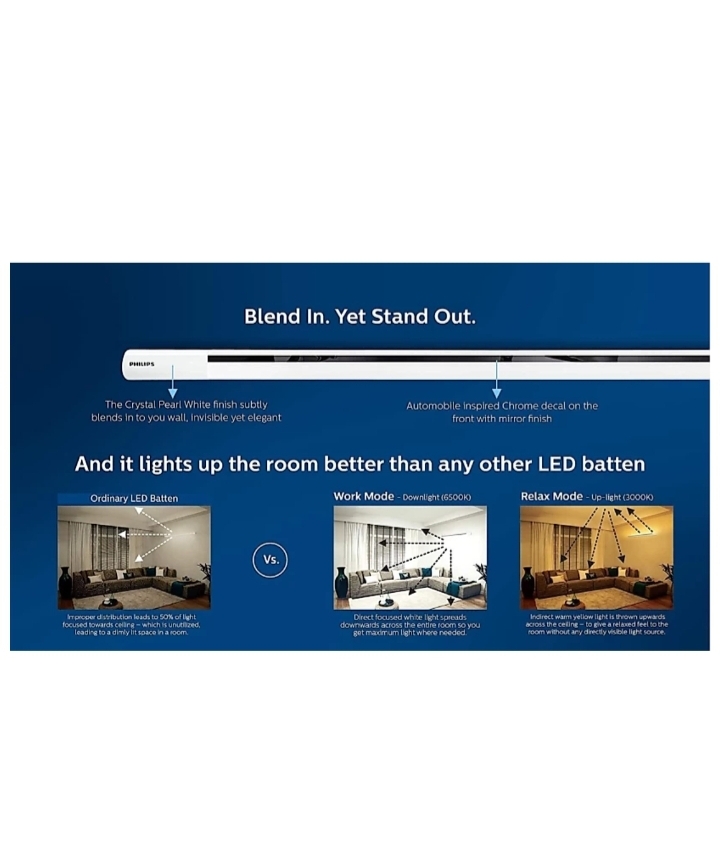 Blend In. Yet Stand Out.
PHILIPS
The Crystal Pearl White finish subtly
blends in to you wall, invisible yet elegant
Automobile inspired Chrome decal on the
front with mirror finish
And it lights up the room better than any other LED batten
Ordinary LED Batten
Improper distribution leads to 50% of light
focused towards ceiling – which is unutilized,
leading to a dimly lit space in a room.
Vs.
Work Mode - Downlight (6500K)
Direct focused white light spreads
downwards across the entire room so you
get maximum light where needed.
Relax Mode - Up-light (3000K)
Indirect warm yellow light is thrown upwards
across the ceiling – to give a relaxed feel to the
room without any directly visible light source.